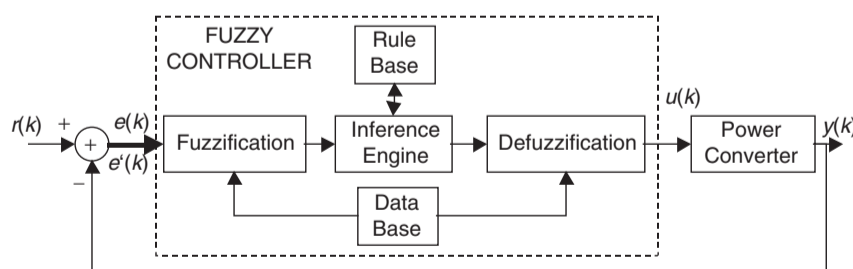 FUZZY
CONTROLLER
Rule
Base
r(k)
+
+
−
e(k)
e‘(k)
Fuzzification
Inference
Engine
Defuzzification
u(k)
Power
Converter
y(k)
Data
Base